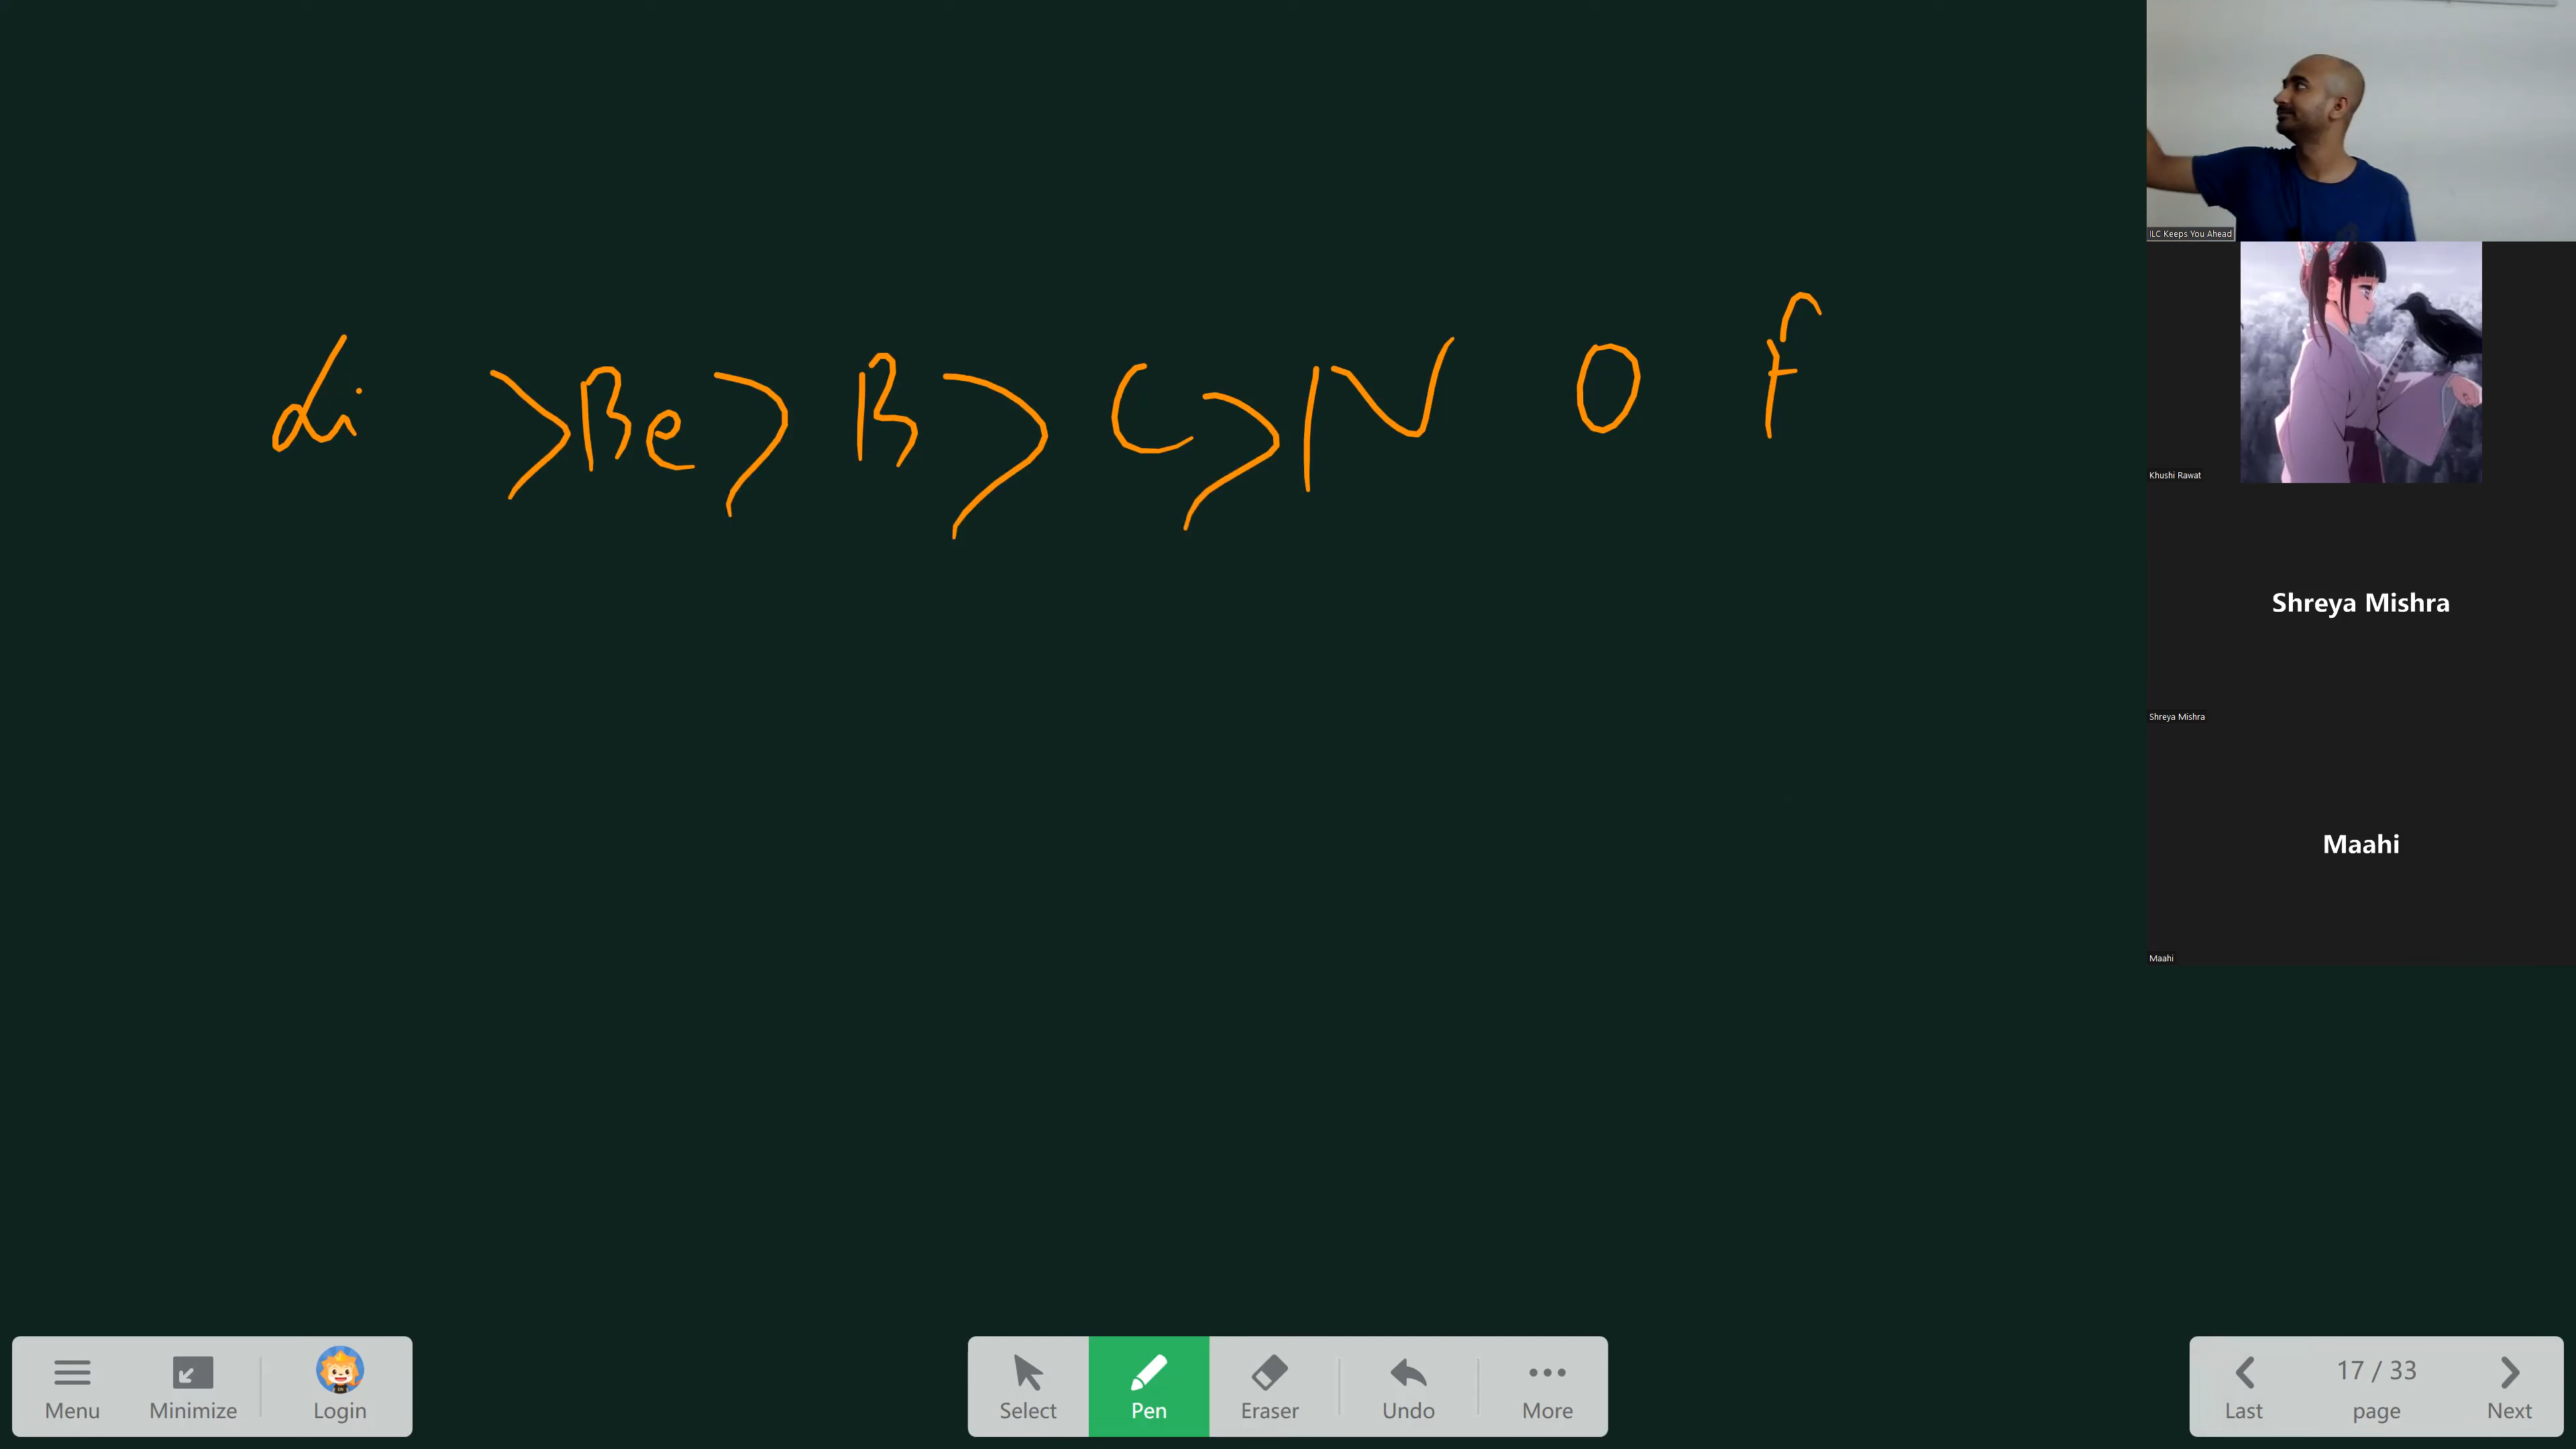 Li > Be > B > C > N O F
ILC Keeps You Ahead
Khushi Rawat
Shreya Mishra
Shreya Mishra
Maahi
Maahi
Menu Minimize Login
Select Pen Eraser Undo More
17 / 33
Last page Next